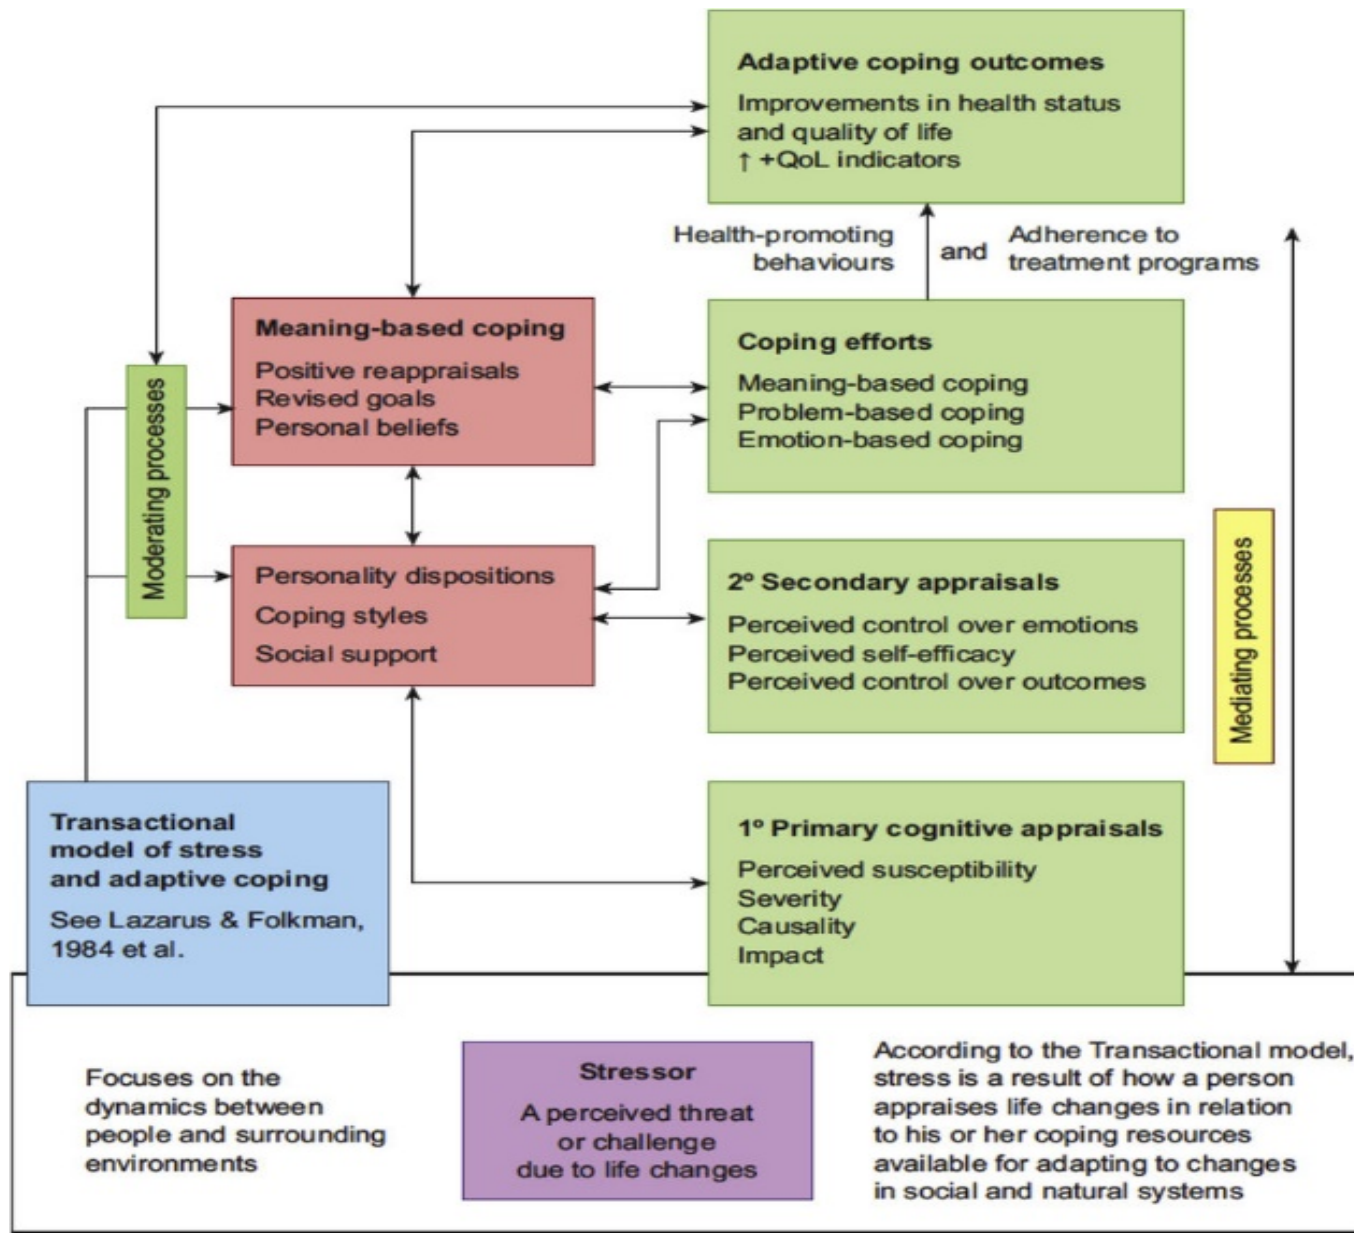 Adaptive coping outcomes
Improvements in health status
and quality of life
↑ +QoL indicators
Health-promoting
behaviours
and
Adherence to
treatment programs
Meaning-based coping
Positive reappraisals
Revised goals
Personal beliefs
Coping efforts
Meaning-based coping
Problem-based coping
Emotion-based coping
Moderating processes
Personality dispositions
Coping styles
Social support
2º Secondary appraisals
Perceived control over emotions
Perceived self-efficacy
Perceived control over outcomes
Mediating processes
Transactional
model of stress
and adaptive coping
See Lazarus & Folkman,
1984 et al.
1º Primary cognitive appraisals
Perceived susceptibility
Severity
Causality
Impact
Focuses on the
dynamics between
people and surrounding
environments
Stressor
A perceived threat
or challenge
due to life changes
According to the Transactional model,
stress is a result of how a person
appraises life changes in relation
to his or her coping resources
available for adapting to changes
in social and natural systems